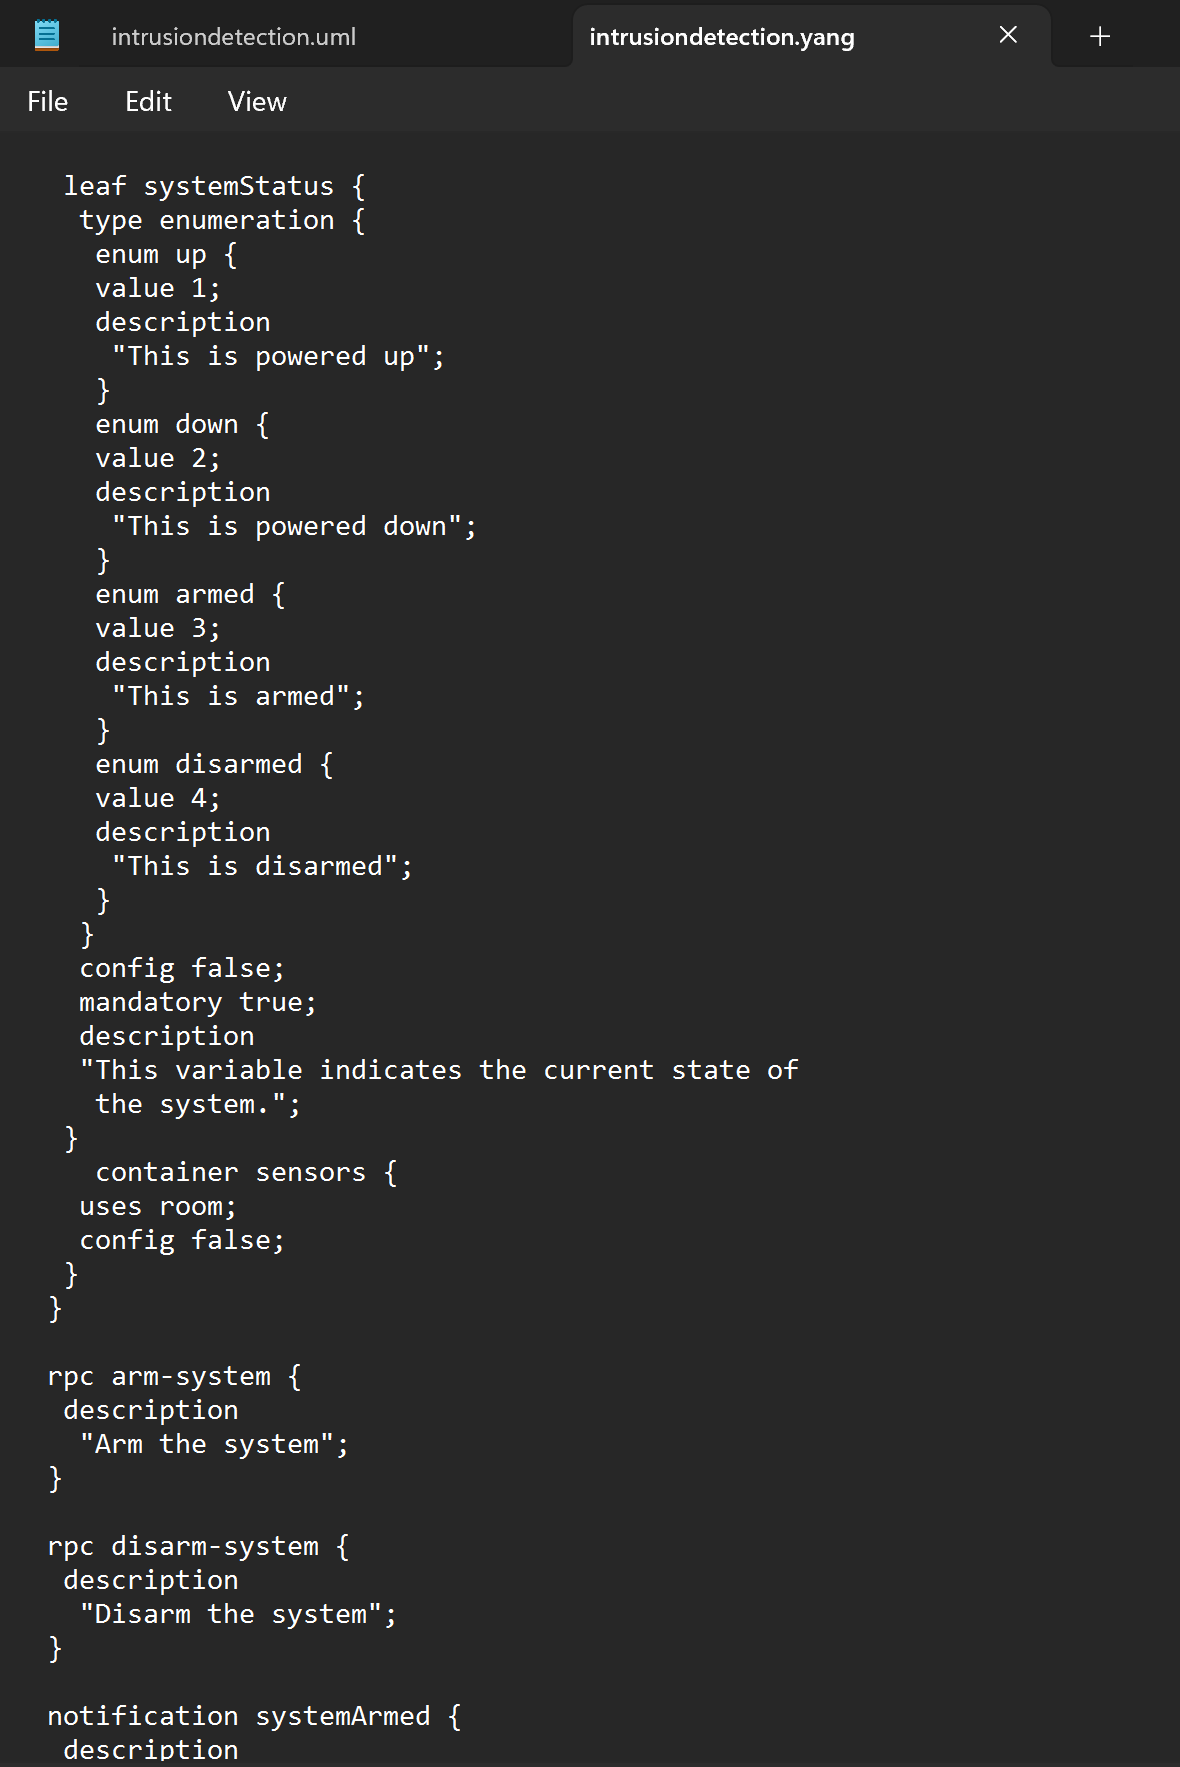 intrusiondetection.uml
intrusiondetection.yang
File Edit View
leaf systemStatus {
type enumeration {
enum up {
value 1;
description
"This is powered up";
}
enum down {
value 2;
description
"This is powered down";
}
enum armed {
value 3;
description
"This is armed";
}
enum disarmed {
value 4;
description
"This is disarmed";
}
}
config false;
mandatory true;
description
"This variable indicates the current state of
the system.";
}
container sensors {
uses room;
config false;
}
}
rpc arm-system {
description
"Arm the system";
}
rpc disarm-system {
description
"Disarm the system";
}
notification systemArmed {
description